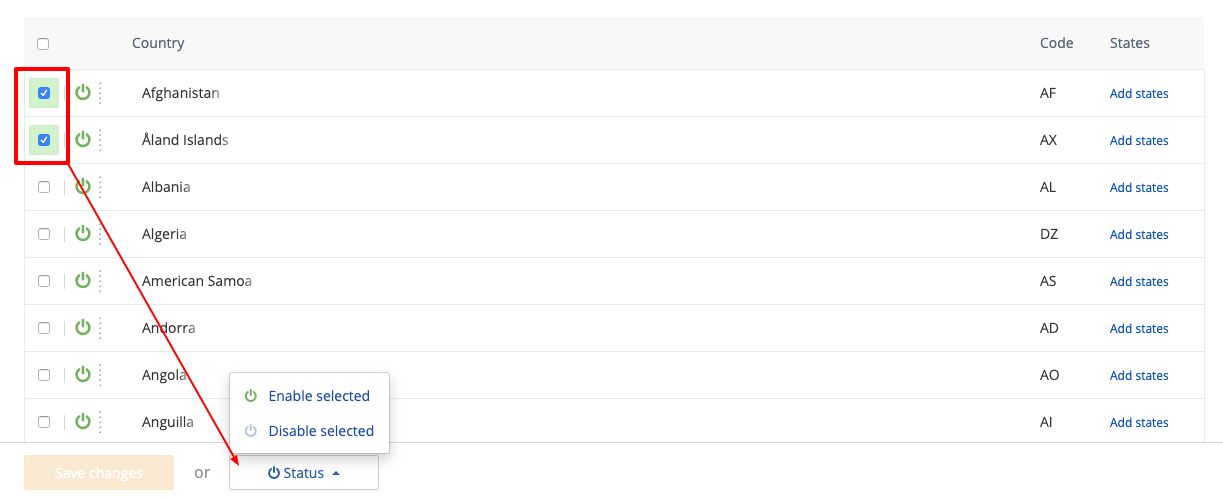 Country Code States
Afghanistan AF Add states
Åland Islands AX Add states
Albania AL Add states
Algeria DZ Add states
American Samoa AS Add states
Andorra AD Add states
Angola AO Add states
Anguilla AI Add states
Enable selected
Disable selected
Save changes or Status